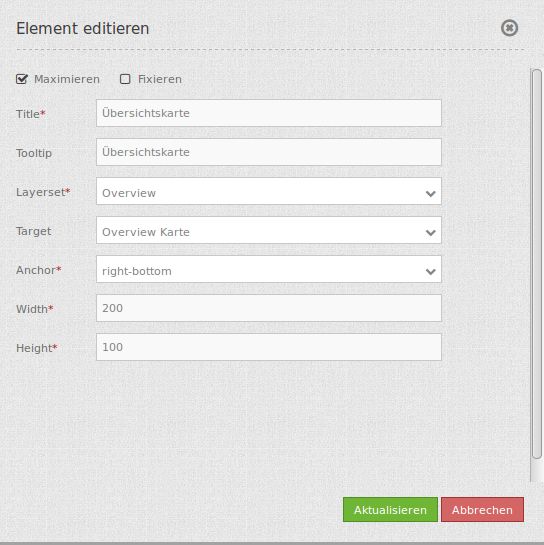 Element editieren
Maximieren Fixieren
Title* Übersichtskarte
Tooltip Übersichtskarte
Layerset* Overview
Target Overview Karte
Anchor* right-bottom
Width* 200
Height* 100
Aktualisieren Abbrechen